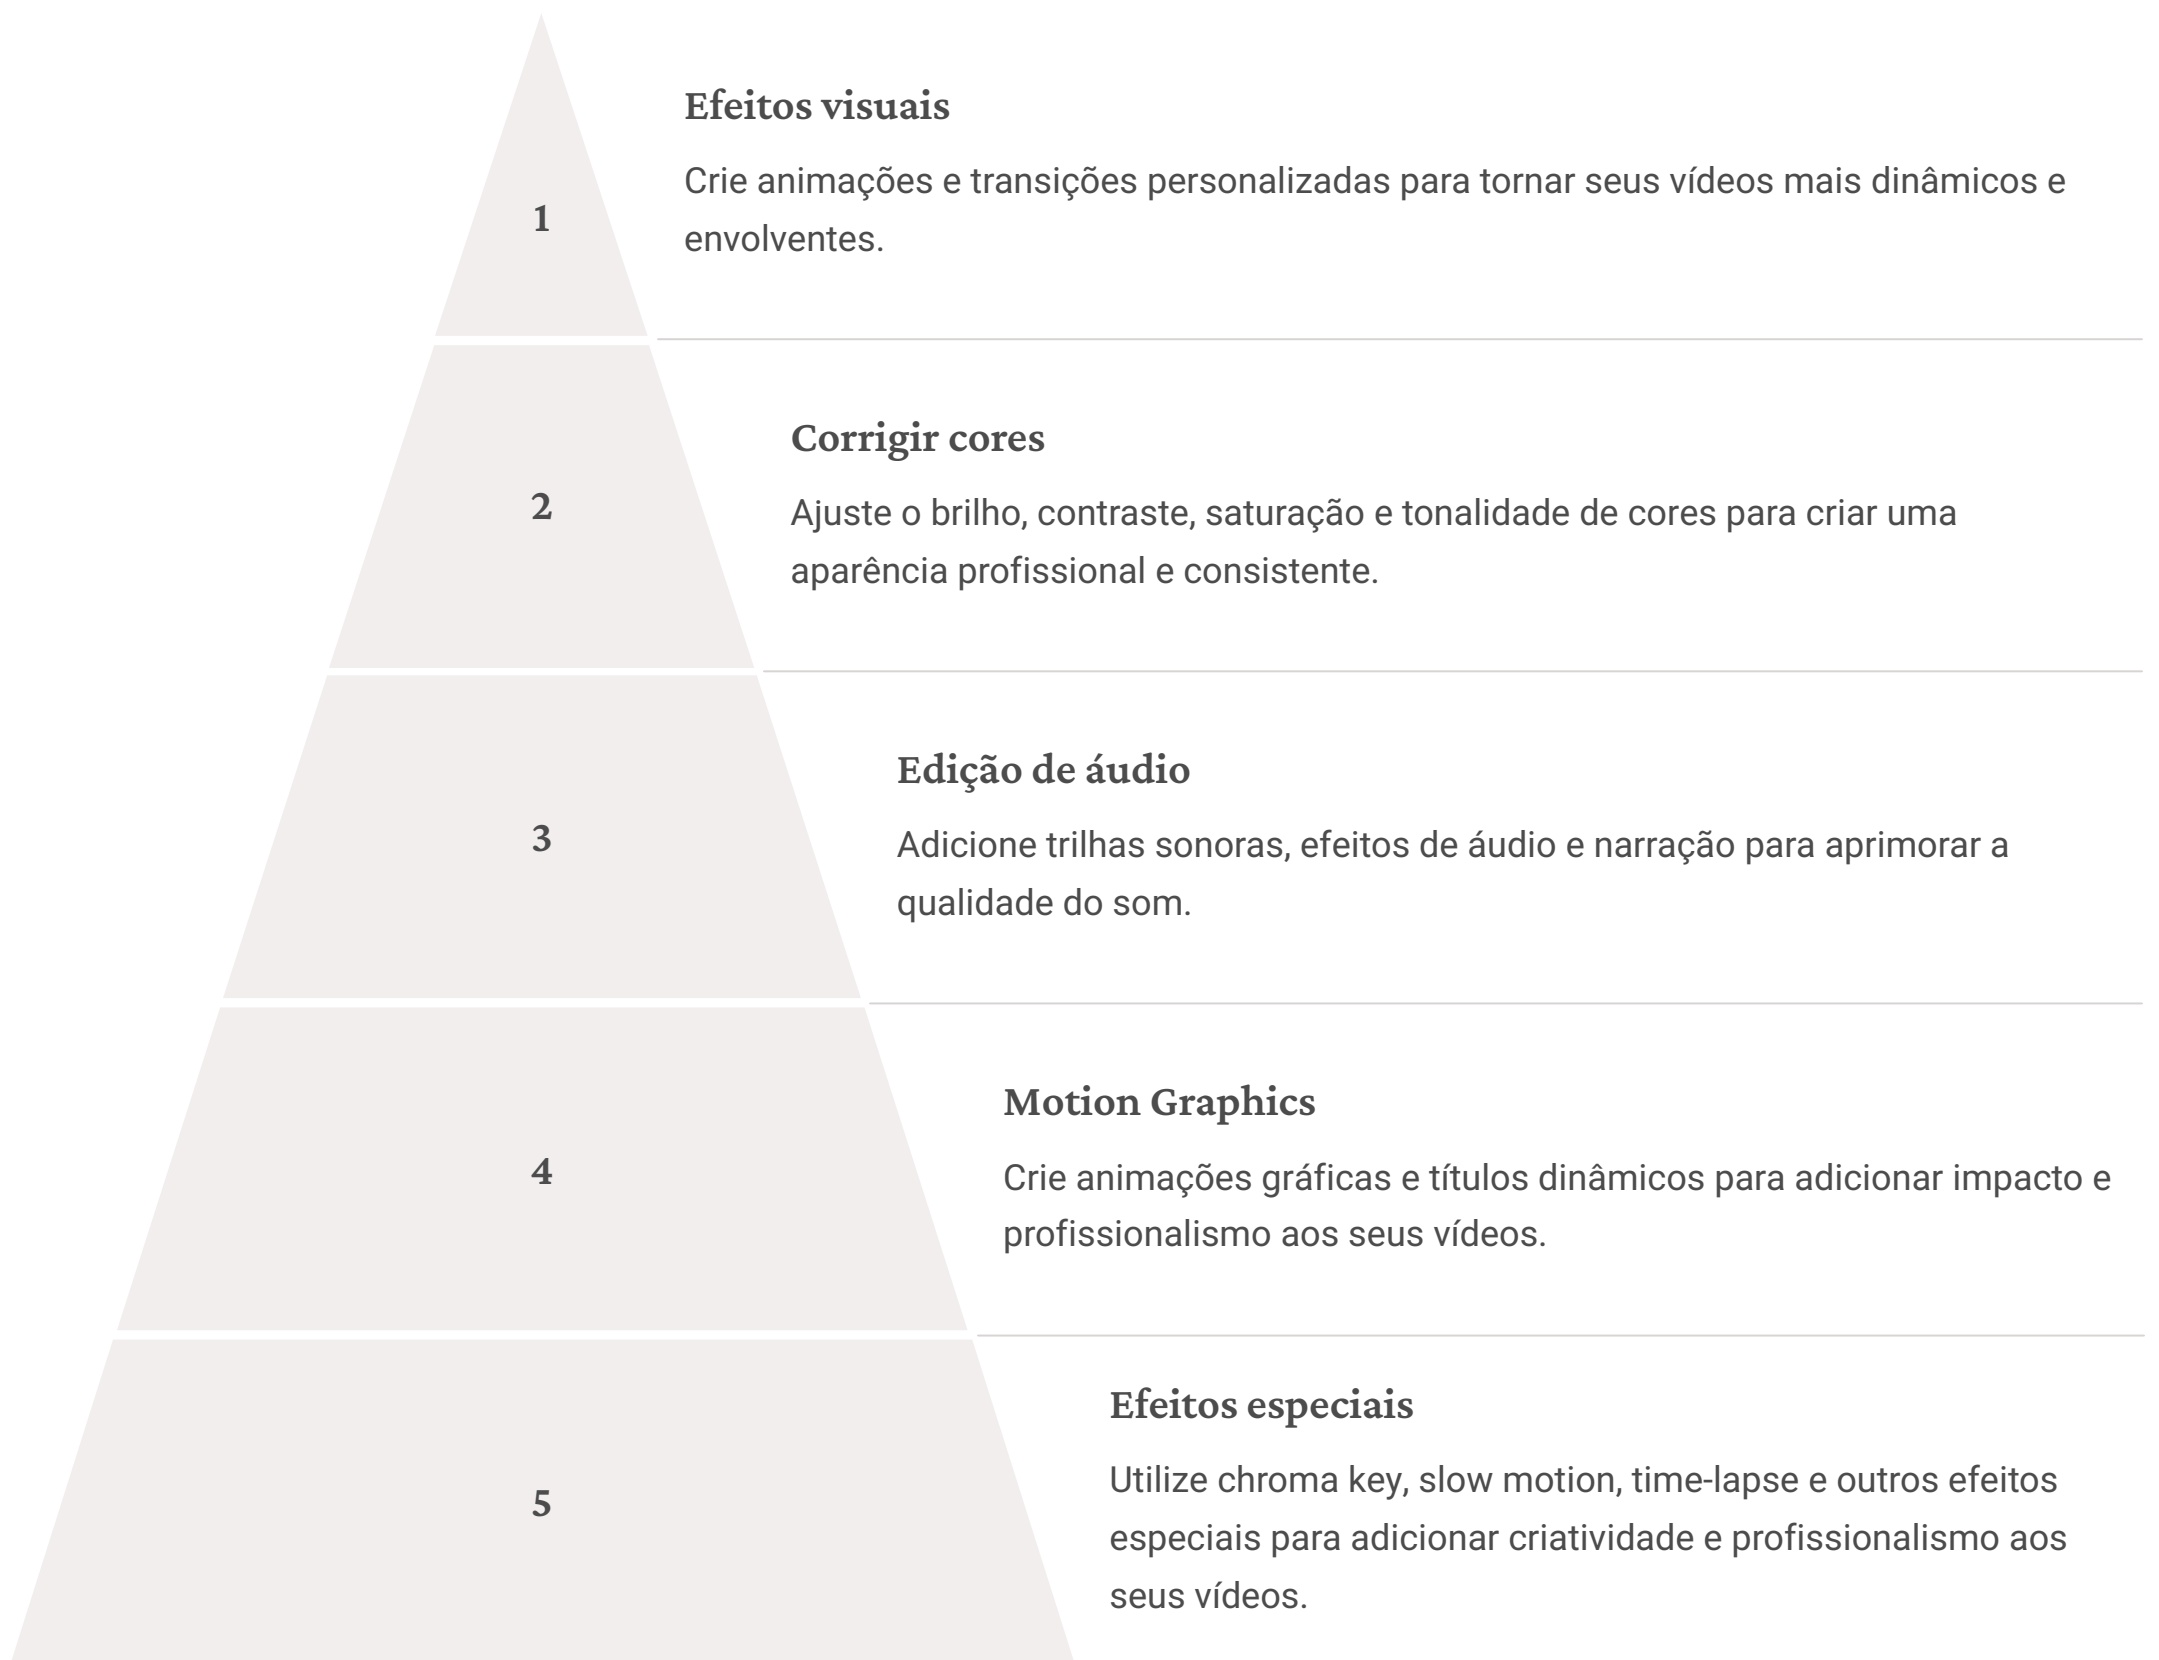 Efeitos visuais
Crie animações e transições personalizadas para tornar seus vídeos mais dinâmicos e
envolventes.
1
Corrigir cores
Ajuste o brilho, contraste, saturação e tonalidade de cores para criar uma
aparência profissional e consistente.
2
Edição de áudio
Adicione trilhas sonoras, efeitos de áudio e narração para aprimorar a
qualidade do som.
3
Motion Graphics
Crie animações gráficas e títulos dinâmicos para adicionar impacto e
profissionalismo aos seus vídeos.
4
Efeitos especiais
Utilize chroma key, slow motion, time-lapse e outros efeitos
especiais para adicionar criatividade e profissionalismo aos
seus vídeos.
5